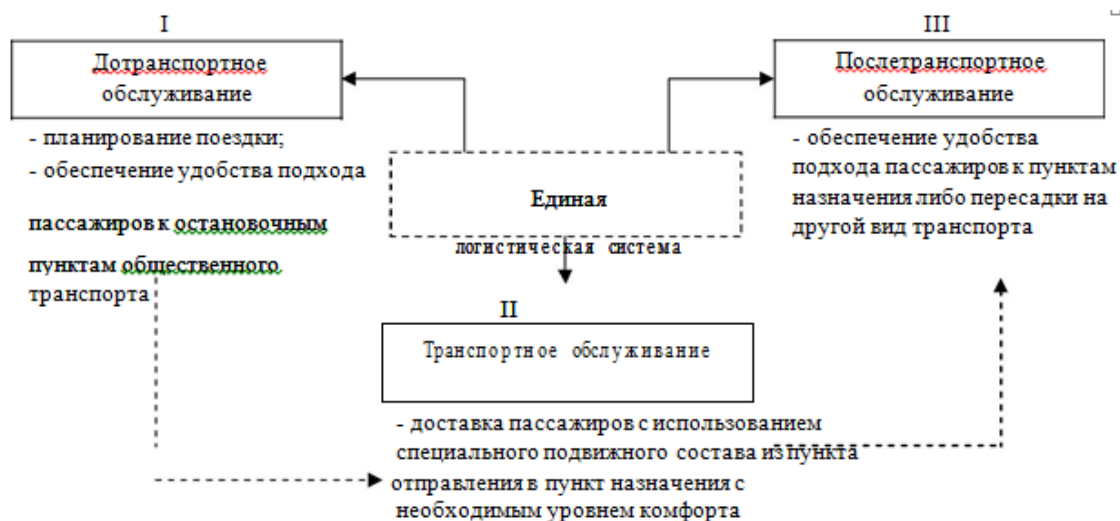 I
Дотранспортное
обслуживание
- планирование поездки;
- обеспечение удобства подхода
пассажиров к остановочным
пунктам общественного
транспорта
III
Послетранспортное
обслуживание
- обеспечение удобства
подхода пассажиров к пунктам
назначения либо пересадки на
другой вид транспорта
Единая
логистическая система
II
Транспортное обслуживание
- доставка пассажиров с использованием
специального подвижного состава из пункта
отправления в пункт назначения с
необходимым уровнем комфорта